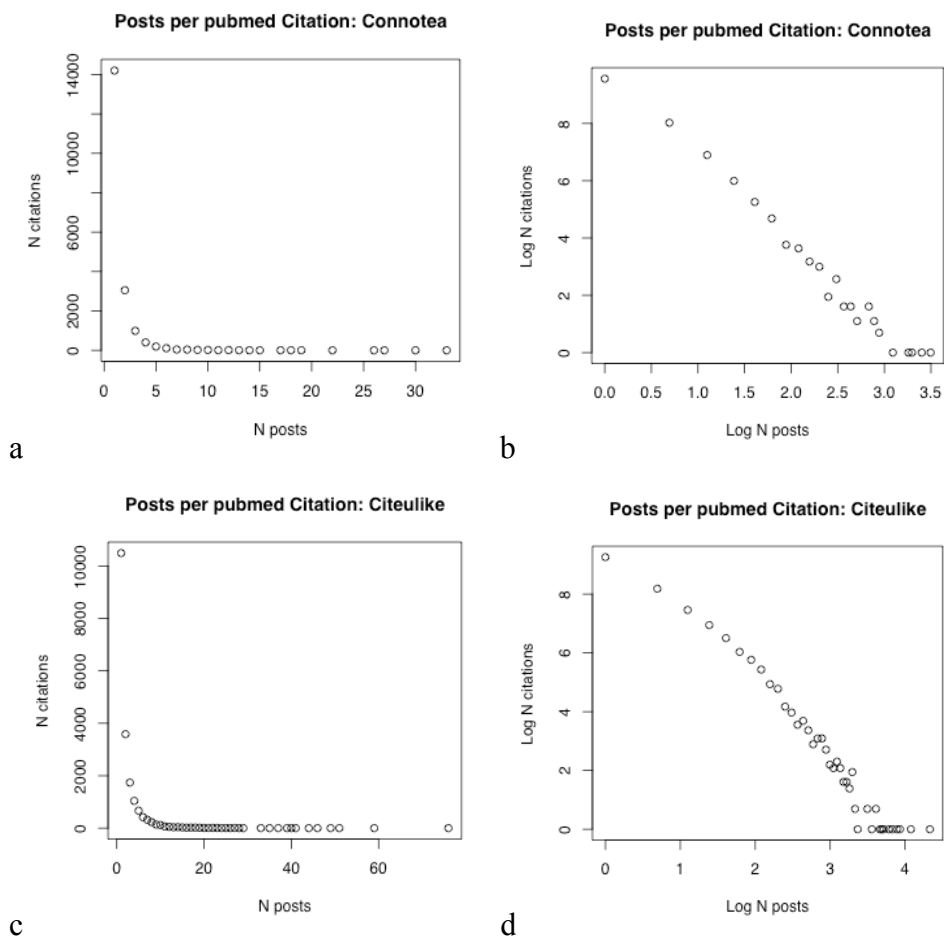 Posts per pubmed Citation: Connotea
N citations
0
2000
6000
10000
14000
0 5 10 15 20 25 30
N posts
a
Posts per pubmed Citation: Connotea
Log N citations
0
2
4
6
8
0.0 0.5 1.0 1.5 2.0 2.5 3.0 3.5
Log N posts
b
Posts per pubmed Citation: Citeulike
N citations
0
2000
4000
6000
8000
10000
0 20 40 60
N posts
c
Posts per pubmed Citation: Citeulike
Log N citations
0
2
4
6
8
0 1 2 3 4
Log N posts
d